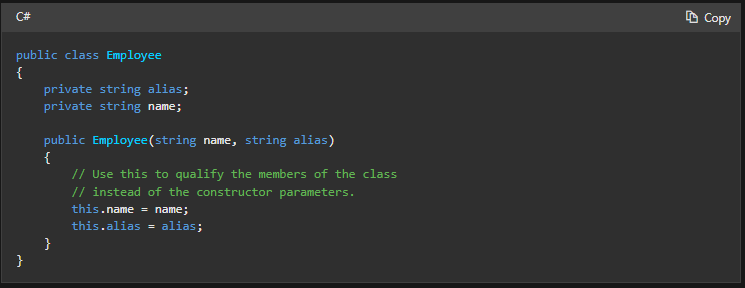 C#
Copy
public class Employee
{
    private string alias;
    private string name;

    public Employee(string name, string alias)
    {
        // Use this to qualify the members of the class
        // instead of the constructor parameters.
        this.name = name;
        this.alias = alias;
    }
}